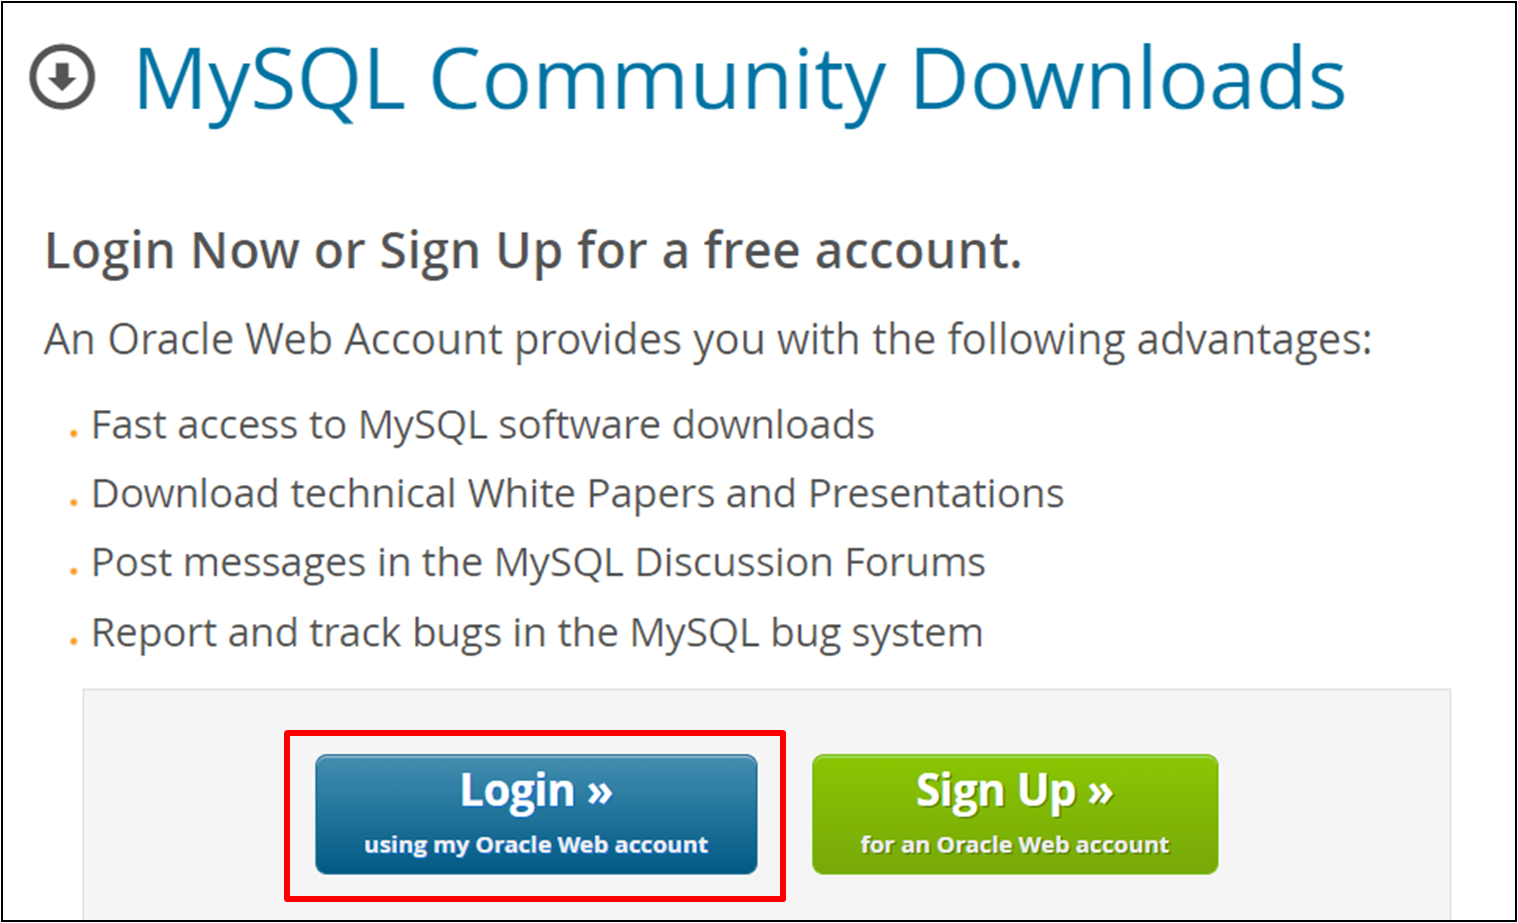 MySQL Community Downloads
Login Now or Sign Up for a free account.
An Oracle Web Account provides you with the following advantages:
Fast access to MySQL software downloads
Download technical White Papers and Presentations
Post messages in the MySQL Discussion Forums
Report and track bugs in the MySQL bug system
Login »
using my Oracle Web account
Sign Up »
for an Oracle Web account